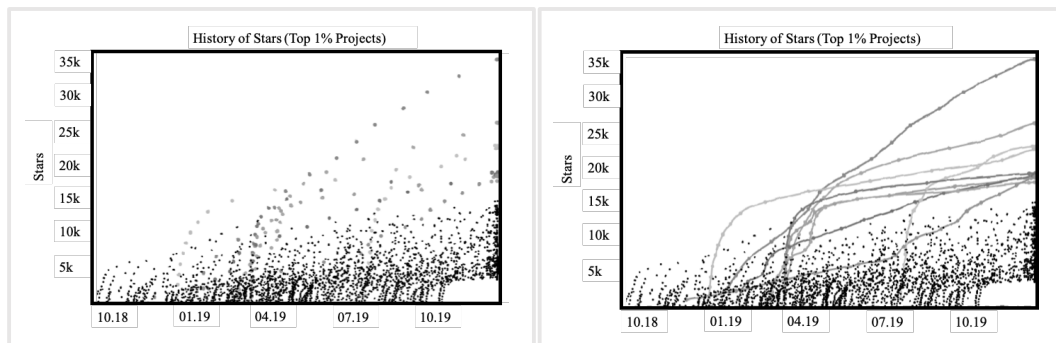 History of Stars (Top 1% Projects)
35k
30k
25k
20k
15k
10k
5k
Stars
10.18
01.19
04.19
07.19
10.19
History of Stars (Top 1% Projects)
35k
30k
25k
20k
15k
10k
5k
Stars
10.18
01.19
04.19
07.19
10.19